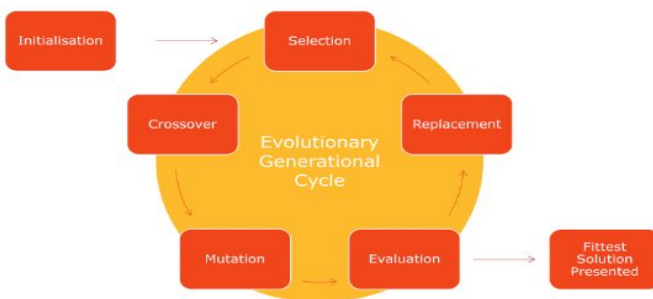 Initialisation
Selection
Crossover
Replacement
Evolutionary
Generational
Cycle
Mutation
Evaluation
Fittest
Solution
Presented